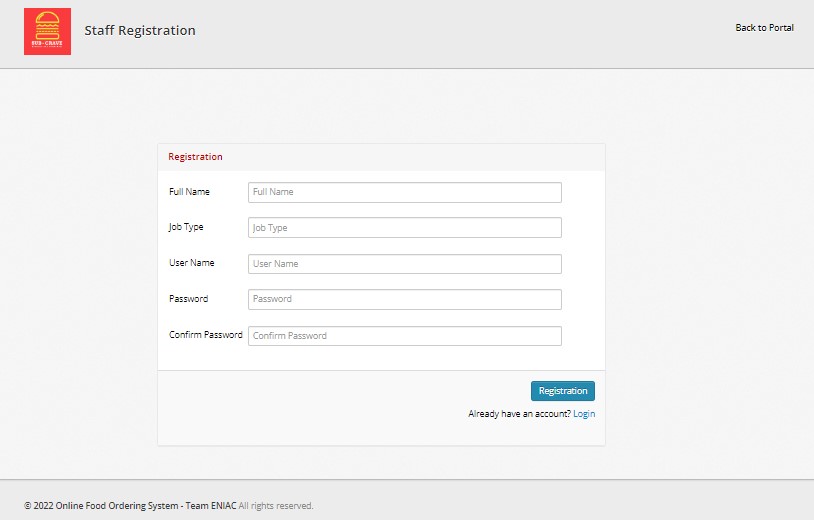 SUB-CRAVE
Staff Registration
Back to Portal
Registration
Full Name Full Name
Job Type Job Type
User Name User Name
Password Password
Confirm Password Confirm Password
Registration
Already have an account? Login
© 2022 Online Food Ordering System - Team ENIAC All rights reserved.